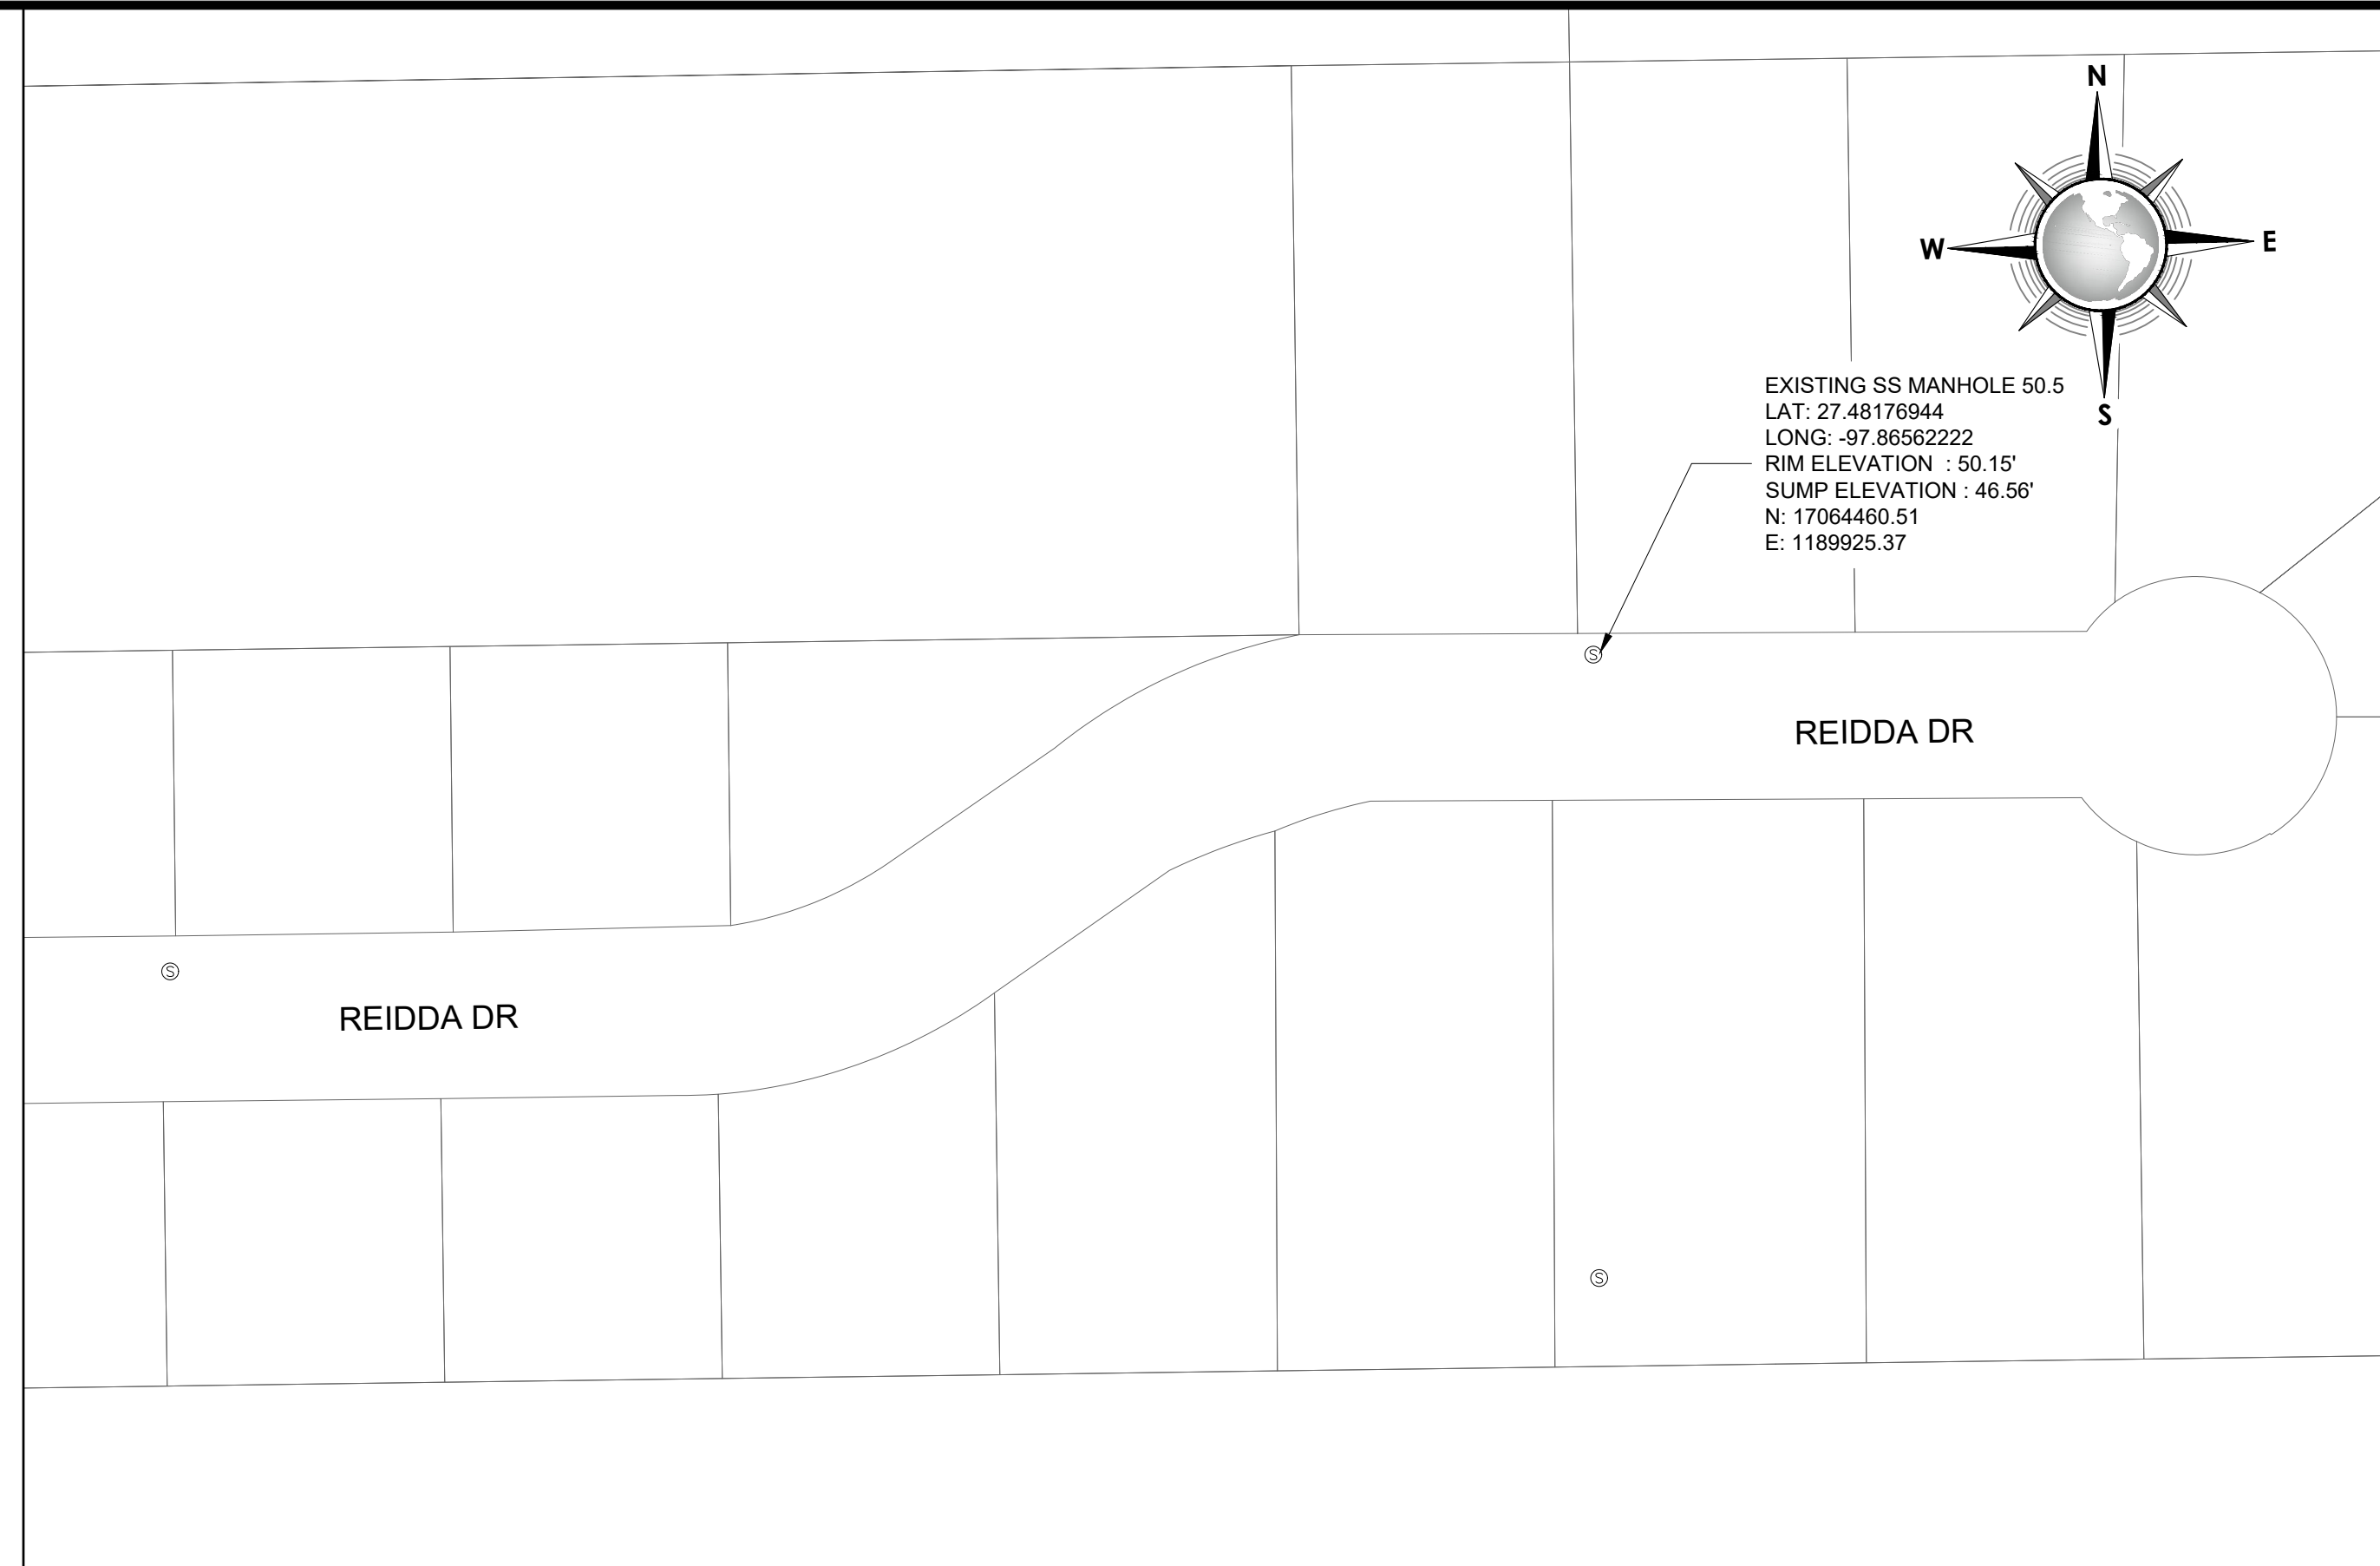 N
W
E
S
EXISTING SS MANHOLE 50.5
LAT: 27.48176944
LONG: -97.86562222
RIM ELEVATION : 50.15'
SUMP ELEVATION : 46.56'
N: 17064460.51
E: 1189925.37
S
REIDDA DR
S
REIDDA DR
S